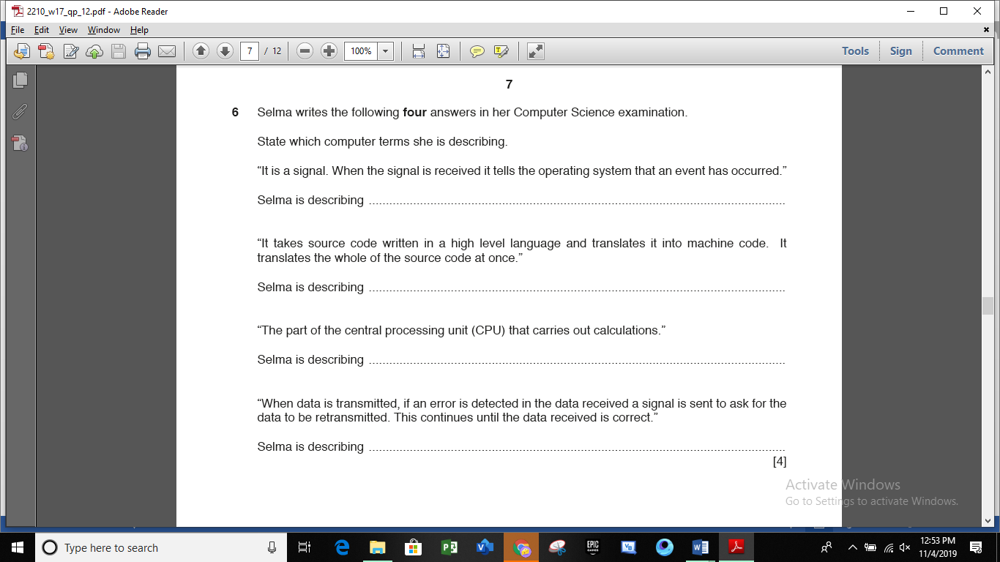 2210_w17_qp_12.pdf - Adobe Reader
File Edit View Window Help
7 / 12 100% Tools Sign Comment
7
6 Selma writes the following four answers in her Computer Science examination.
State which computer terms she is describing.
“It is a signal. When the signal is received it tells the operating system that an event has occurred.”
Selma is describing ..........................................................................................................................
“It takes source code written in a high level language and translates it into machine code. It
translates the whole of the source code at once.”
Selma is describing ..........................................................................................................................
“The part of the central processing unit (CPU) that carries out calculations.”
Selma is describing ..........................................................................................................................
“When data is transmitted, if an error is detected in the data received a signal is sent to ask for the
data to be retransmitted. This continues until the data received is correct.”
Selma is describing ..........................................................................................................................
[4]
Activate Windows
Go to Settings to activate Windows.
Type here to search
EPIC
GAMES
12:53 PM
11/4/2019